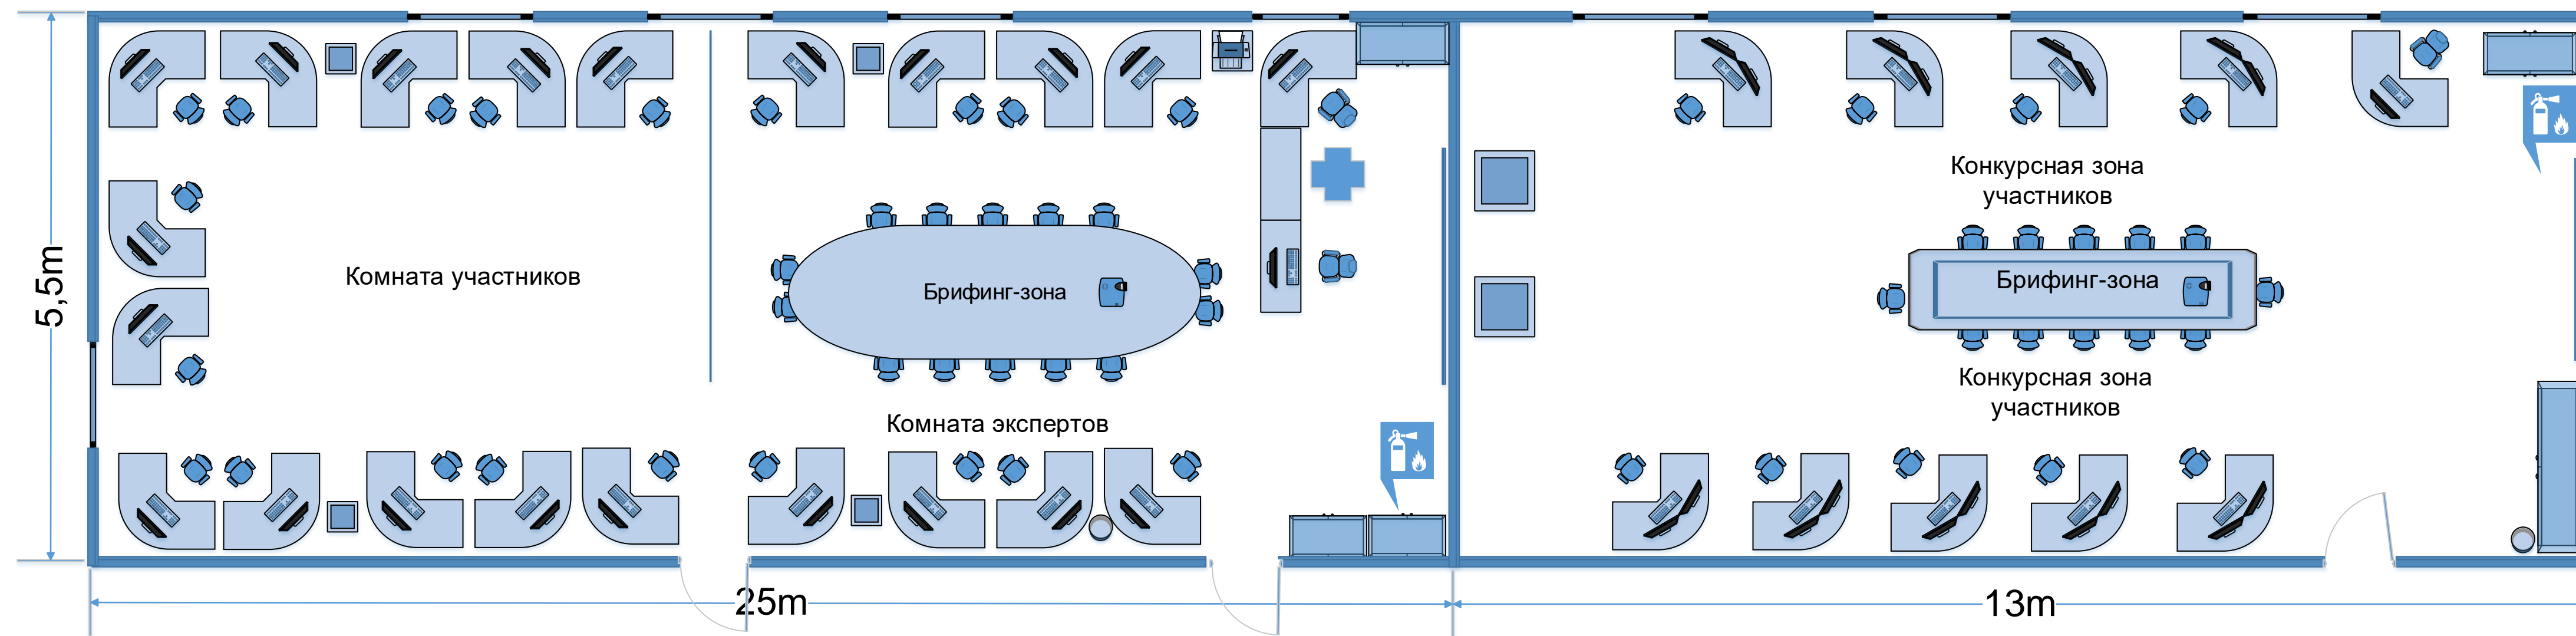 5,5m
Комната участников
Брифинг-зона
Комната экспертов
25m
Конкурсная зона
участников
Брифинг-зона
Конкурсная зона
участников
13m